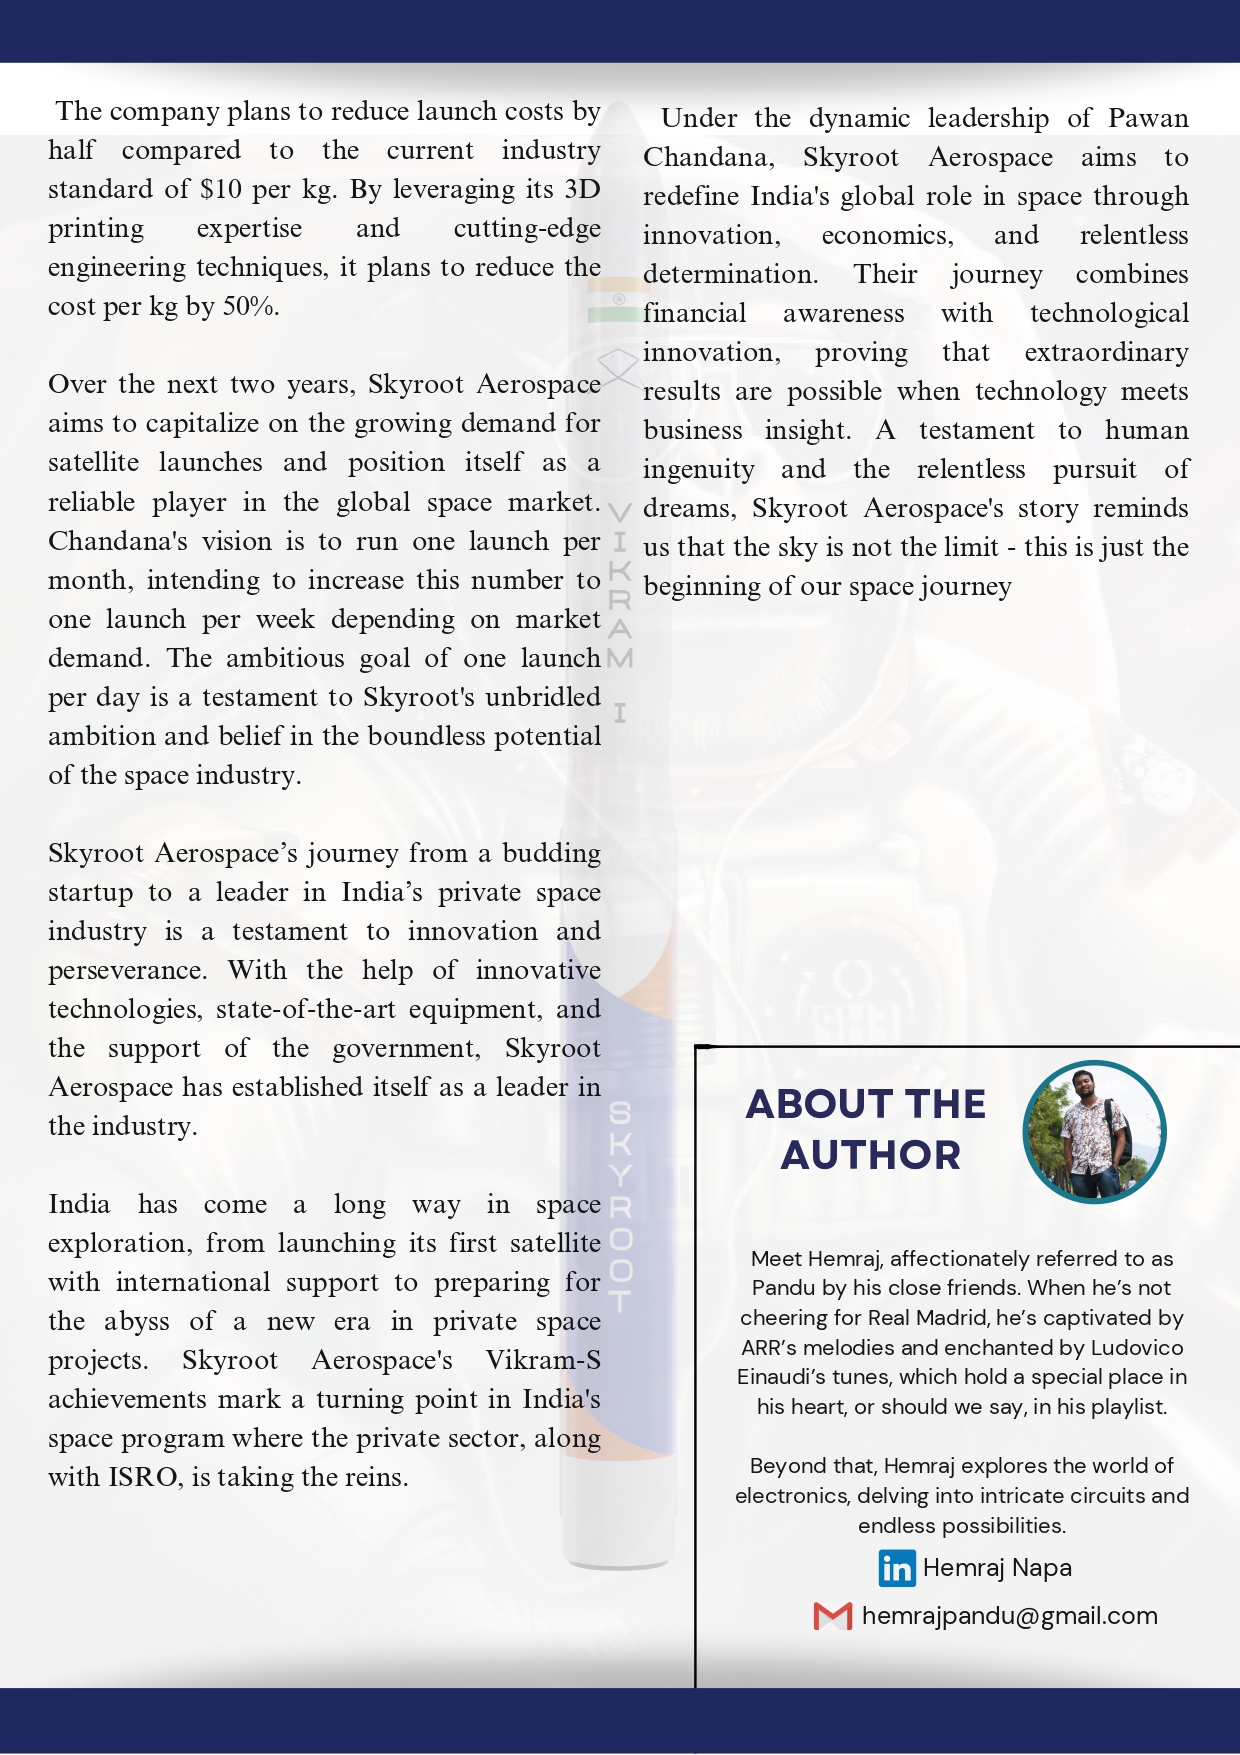 The company plans to reduce launch costs by
half compared to the current industry
standard of $10 per kg. By leveraging its 3D
printing expertise and cutting-edge
engineering techniques, it plans to reduce the
cost per kg by 50%.
Over the next two years, Skyroot Aerospace
aims to capitalize on the growing demand for
satellite launches and position itself as a
reliable player in the global space market.
Chandana's vision is to run one launch per
month, intending to increase this number to
one launch per week depending on market
demand. The ambitious goal of one launch
per day is a testament to Skyroot's unbridled
ambition and belief in the boundless potential
of the space industry.
Skyroot Aerospace’s journey from a budding
startup to a leader in India’s private space
industry is a testament to innovation and
perseverance. With the help of innovative
technologies, state-of-the-art equipment, and
the support of the government, Skyroot
Aerospace has established itself as a leader in
the industry.
India has come a long way in space
exploration, from launching its first satellite
with international support to preparing for
the abyss of a new era in private space
projects. Skyroot Aerospace's Vikram-S
achievements mark a turning point in India's
space program where the private sector, along
with ISRO, is taking the reins.
VIKRAM I
SKYROOT
Under the dynamic leadership of Pawan
Chandana, Skyroot Aerospace aims to
redefine India's global role in space through
innovation, economics, and relentless
determination. Their journey combines
financial awareness with technological
innovation, proving that extraordinary
results are possible when technology meets
business insight. A testament to human
ingenuity and the relentless pursuit of
dreams, Skyroot Aerospace's story reminds
us that the sky is not the limit - this is just the
beginning of our space journey
ABOUT THE
AUTHOR
Meet Hemraj, affectionately referred to as
Pandu by his close friends. When he’s not
cheering for Real Madrid, he’s captivated by
ARR’s melodies and enchanted by Ludovico
Einaudi’s tunes, which hold a special place in
his heart, or should we say, in his playlist.
Beyond that, Hemraj explores the world of
electronics, delving into intricate circuits and
endless possibilities.
in Hemraj Napa
hemrajpandu@gmail.com